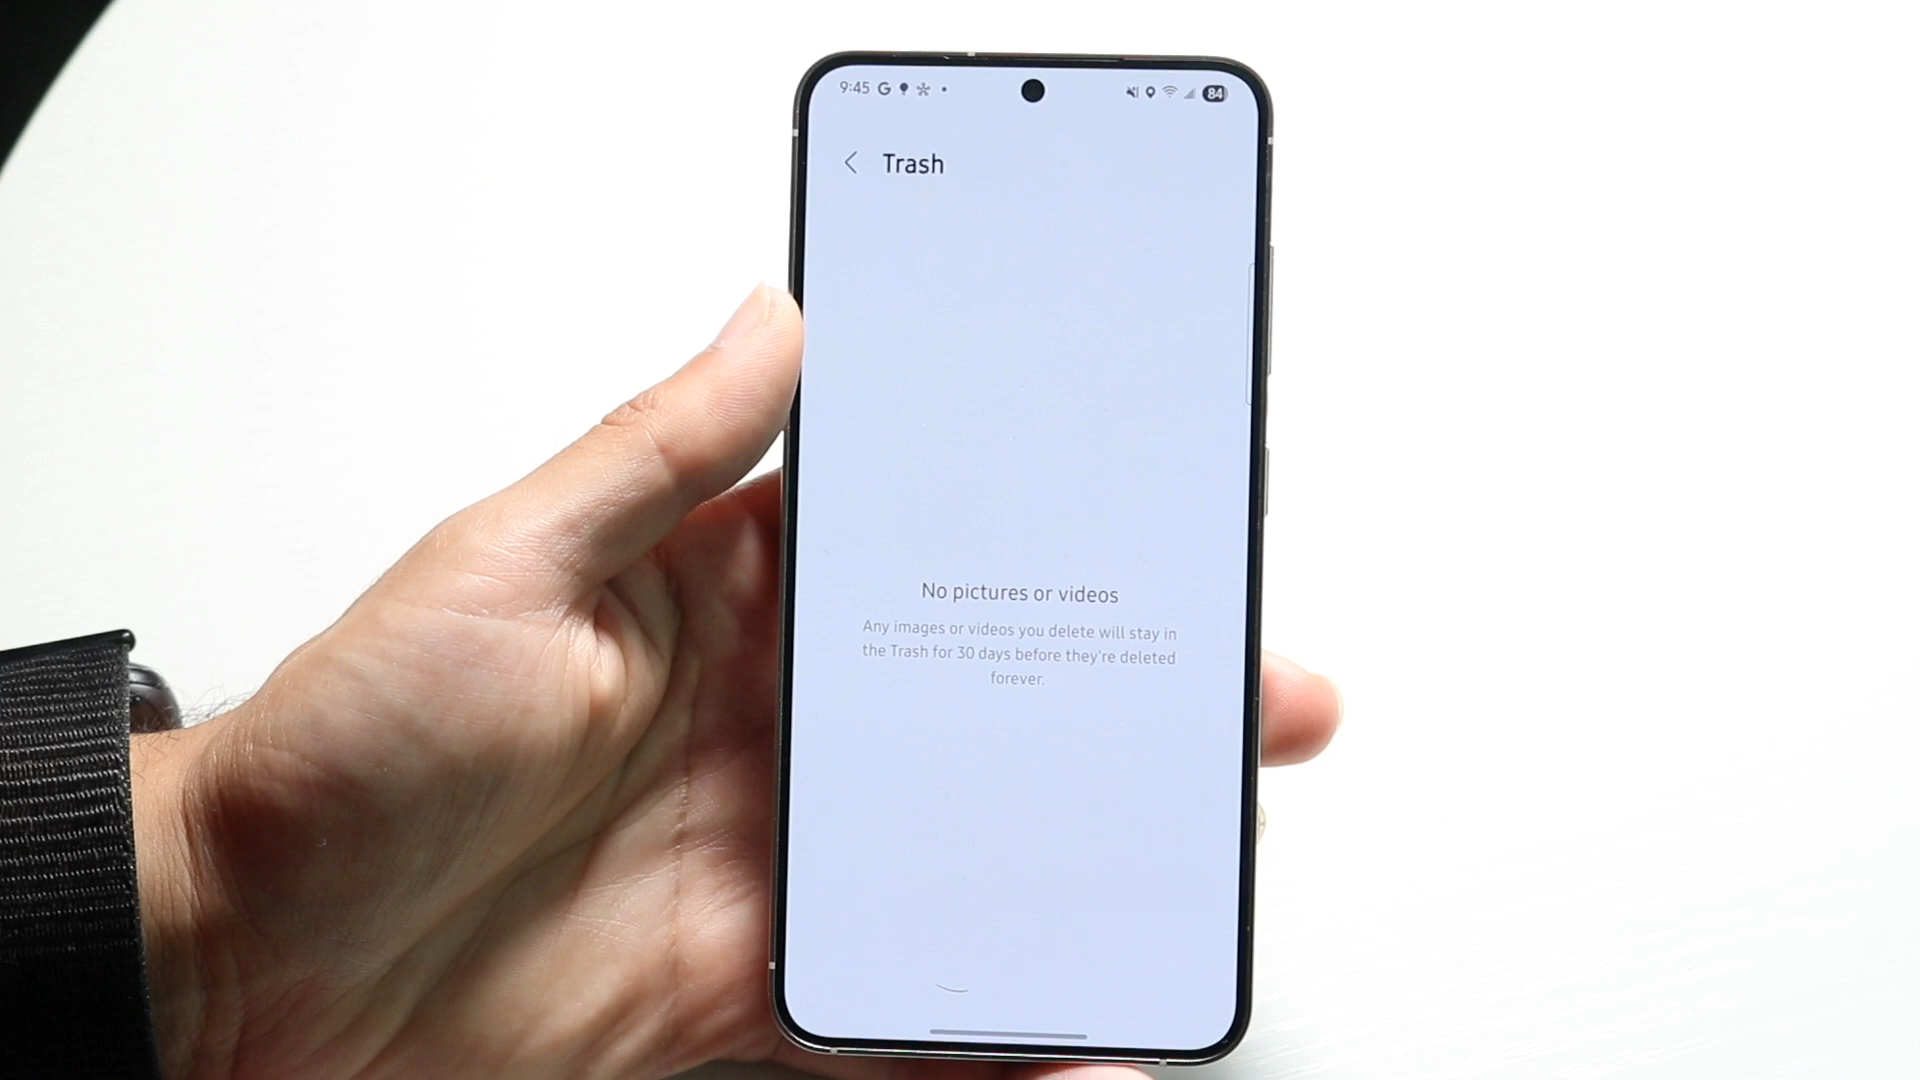 9:45 G
84
Trash
No pictures or videos
Any images or videos you delete will stay in
the Trash for 30 days before they're deleted
forever.